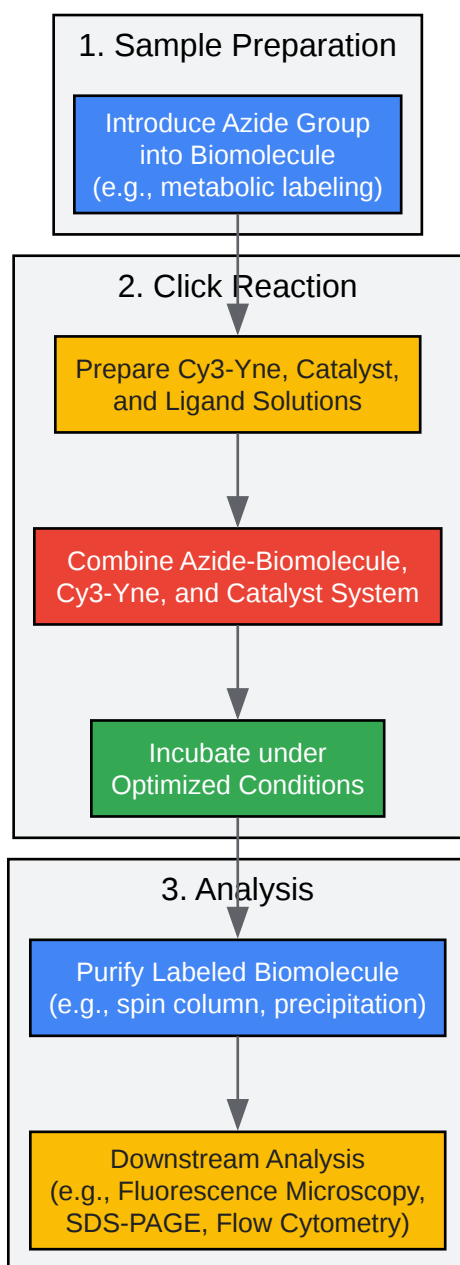 1. Sample Preparation
Introduce Azide Group
into Biomolecule
(e.g., metabolic labeling)
2. Click Reaction
Prepare Cy3-Yne, Catalyst,
and Ligand Solutions
Combine Azide-Biomolecule,
Cy3-Yne, and Catalyst System
Incubate under
Optimized Conditions
3. Analysis
Purify Labeled Biomolecule
(e.g., spin column, precipitation)
Downstream Analysis
(e.g., Fluorescence Microscopy,
SDS-PAGE, Flow Cytometry)